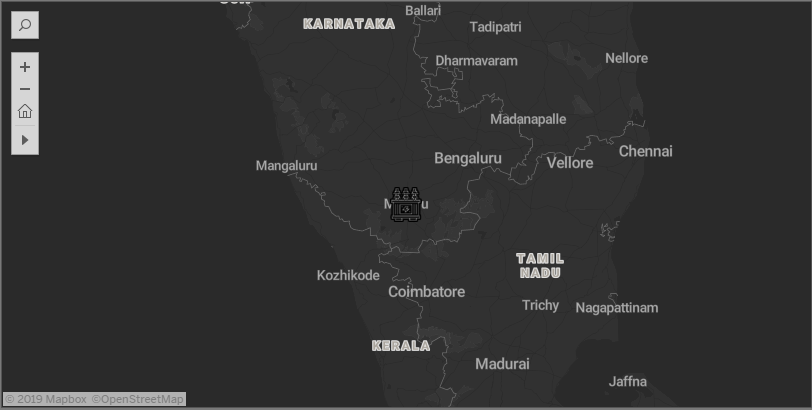 Ballari
KARNATAKA
Tadipatri
Dharmavaram
Nellore
Madanapalle
Chennai
Bengaluru
Vellore
Mangaluru
TAMIL
NADU
Kozhikode
Coimbatore
Trichy
Nagapattinam
KERALA
Madurai
Jaffna
© 2019 Mapbox ©OpenStreetMap